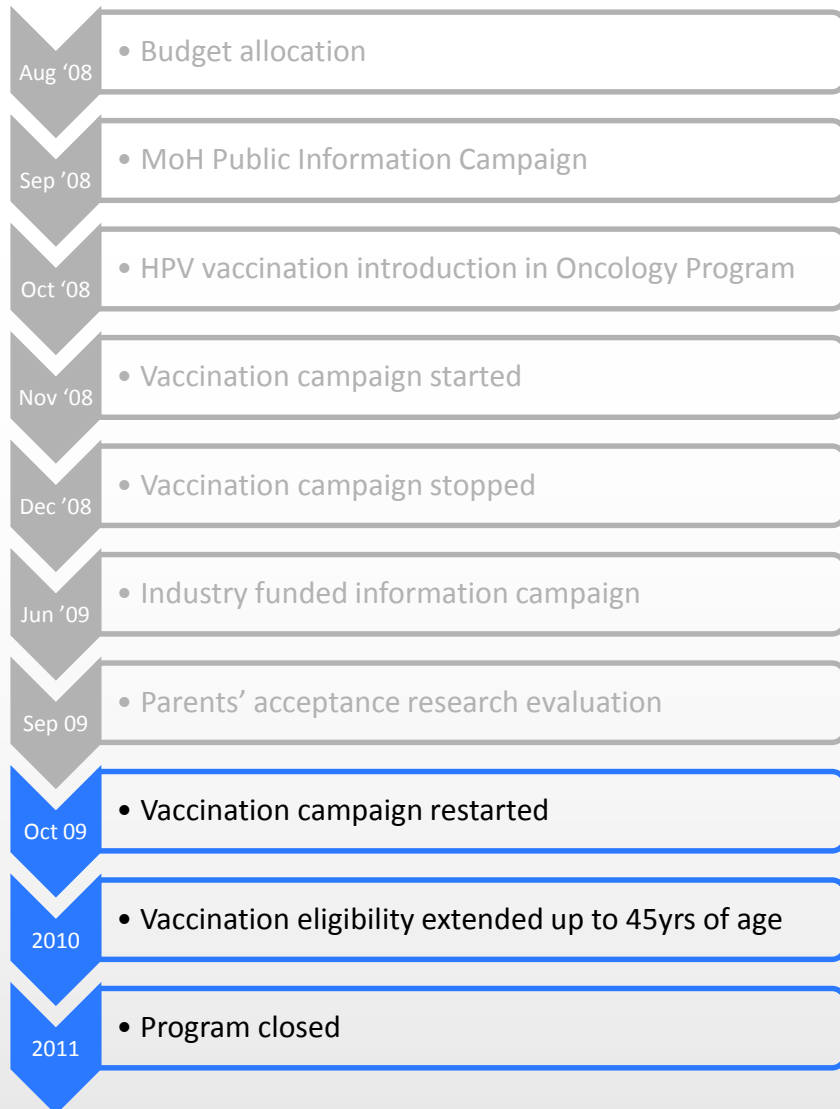 Aug ‘08
• Budget allocation
Sep ’08
• MoH Public Information Campaign
Oct ‘08
• HPV vaccination introduction in Oncology Program
Nov ‘08
• Vaccination campaign started
Dec ’08
• Vaccination campaign stopped
Jun ’09
• Industry funded information campaign
Sep 09
• Parents’ acceptance research evaluation
Oct 09
• Vaccination campaign restarted
2010
• Vaccination eligibility extended up to 45yrs of age
2011
• Program closed